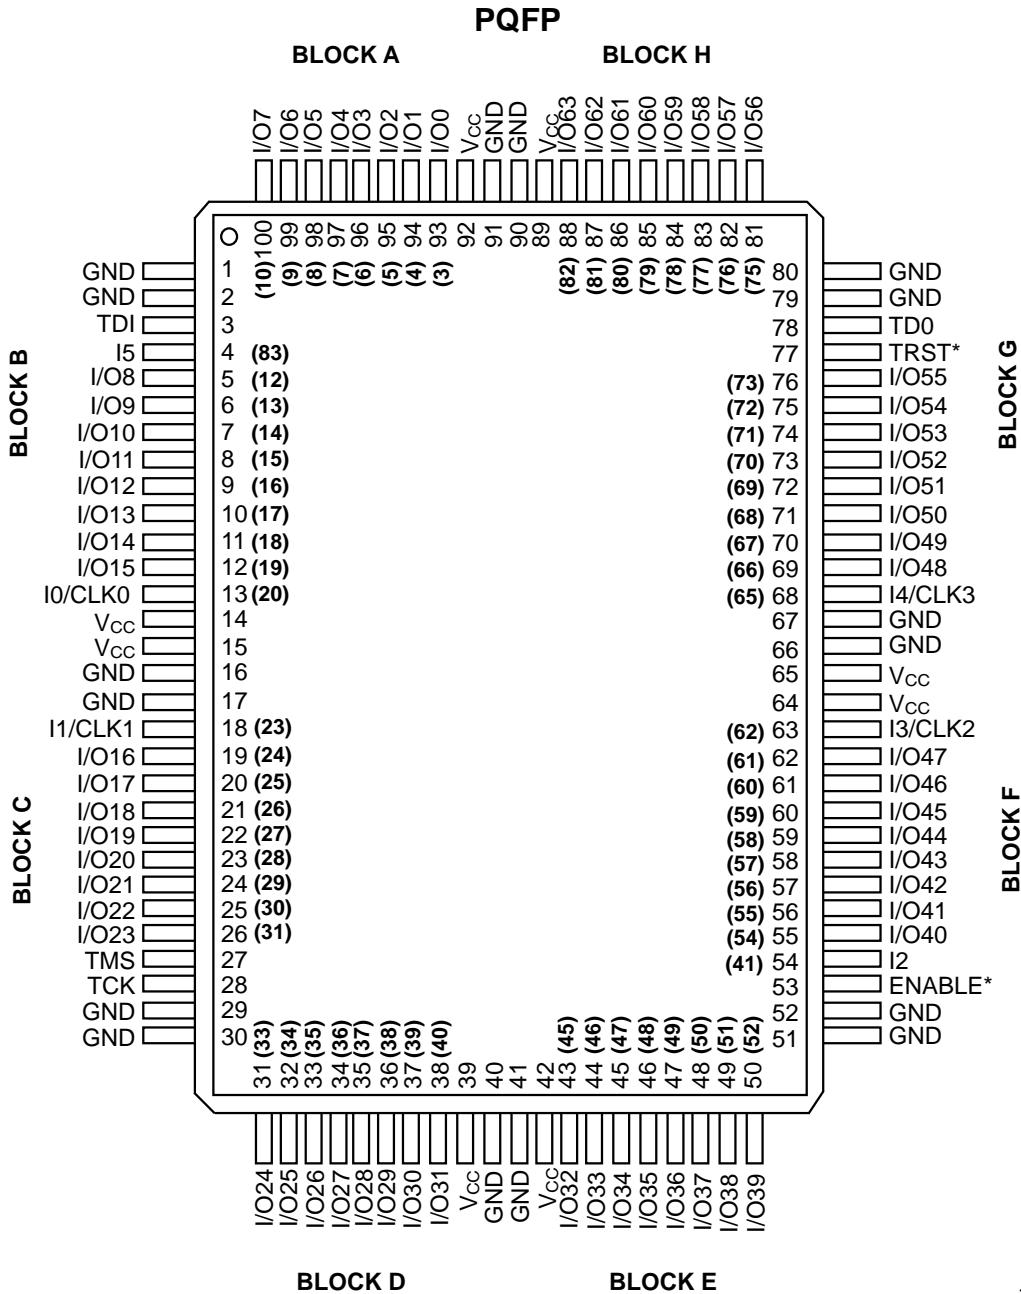 PQFP
BLOCK A
BLOCK H
I/O7 I/O6 I/O5 I/O4 I/O3 I/O2 I/O1 I/O0 VCC GND GND VCC I/O63 I/O62 I/O61 I/O60 I/O59 I/O58 I/O57 I/O56
100 99 98 97 96 95 94 93 92 91 90 89 88 87 86 85 84 83 82 81
(10) (9) (8) (7) (6) (5) (4) (3) (82) (81) (80) (79) (78) (77) (76) (75)
BLOCK B
BLOCK G
GND 1 80 GND
GND 2 79 GND
TDI 3 78 TD0
I5 4 (83) 77 TRST*
I/O8 5 (12) (73) 76 I/O55
I/O9 6 (13) (72) 75 I/O54
I/O10 7 (14) (71) 74 I/O53
I/O11 8 (15) (70) 73 I/O52
I/O12 9 (16) (69) 72 I/O51
I/O13 10 (17) (68) 71 I/O50
I/O14 11 (18) (67) 70 I/O49
I/O15 12 (19) (66) 69 I/O48
I0/CLK0 13 (20) (65) 68 I4/CLK3
VCC 14 67 GND
VCC 15 66 GND
GND 16 65 VCC
GND 17 64 VCC
I1/CLK1 18 (23) (62) 63 I3/CLK2
I/O16 19 (24) (61) 62 I/O47
I/O17 20 (25) (60) 61 I/O46
I/O18 21 (26) (59) 60 I/O45
I/O19 22 (27) (58) 59 I/O44
I/O20 23 (28) (57) 58 I/O43
I/O21 24 (29) (56) 57 I/O42
I/O22 25 (30) (55) 56 I/O41
I/O23 26 (31) (54) 55 I/O40
TMS 27 (41) 54 I2
TCK 28 53 ENABLE*
GND 29 52 GND
GND 30 51 GND
BLOCK C
BLOCK F
(33) (34) (35) (36) (37) (38) (39) (40) (45) (46) (47) (48) (49) (50) (51) (52)
31 32 33 34 35 36 37 38 39 40 41 42 43 44 45 46 47 48 49 50
I/O24 I/O25 I/O26 I/O27 I/O28 I/O29 I/O30 I/O31 VCC GND GND VCC I/O32 I/O33 I/O34 I/O35 I/O36 I/O37 I/O38 I/O39
BLOCK D
BLOCK E